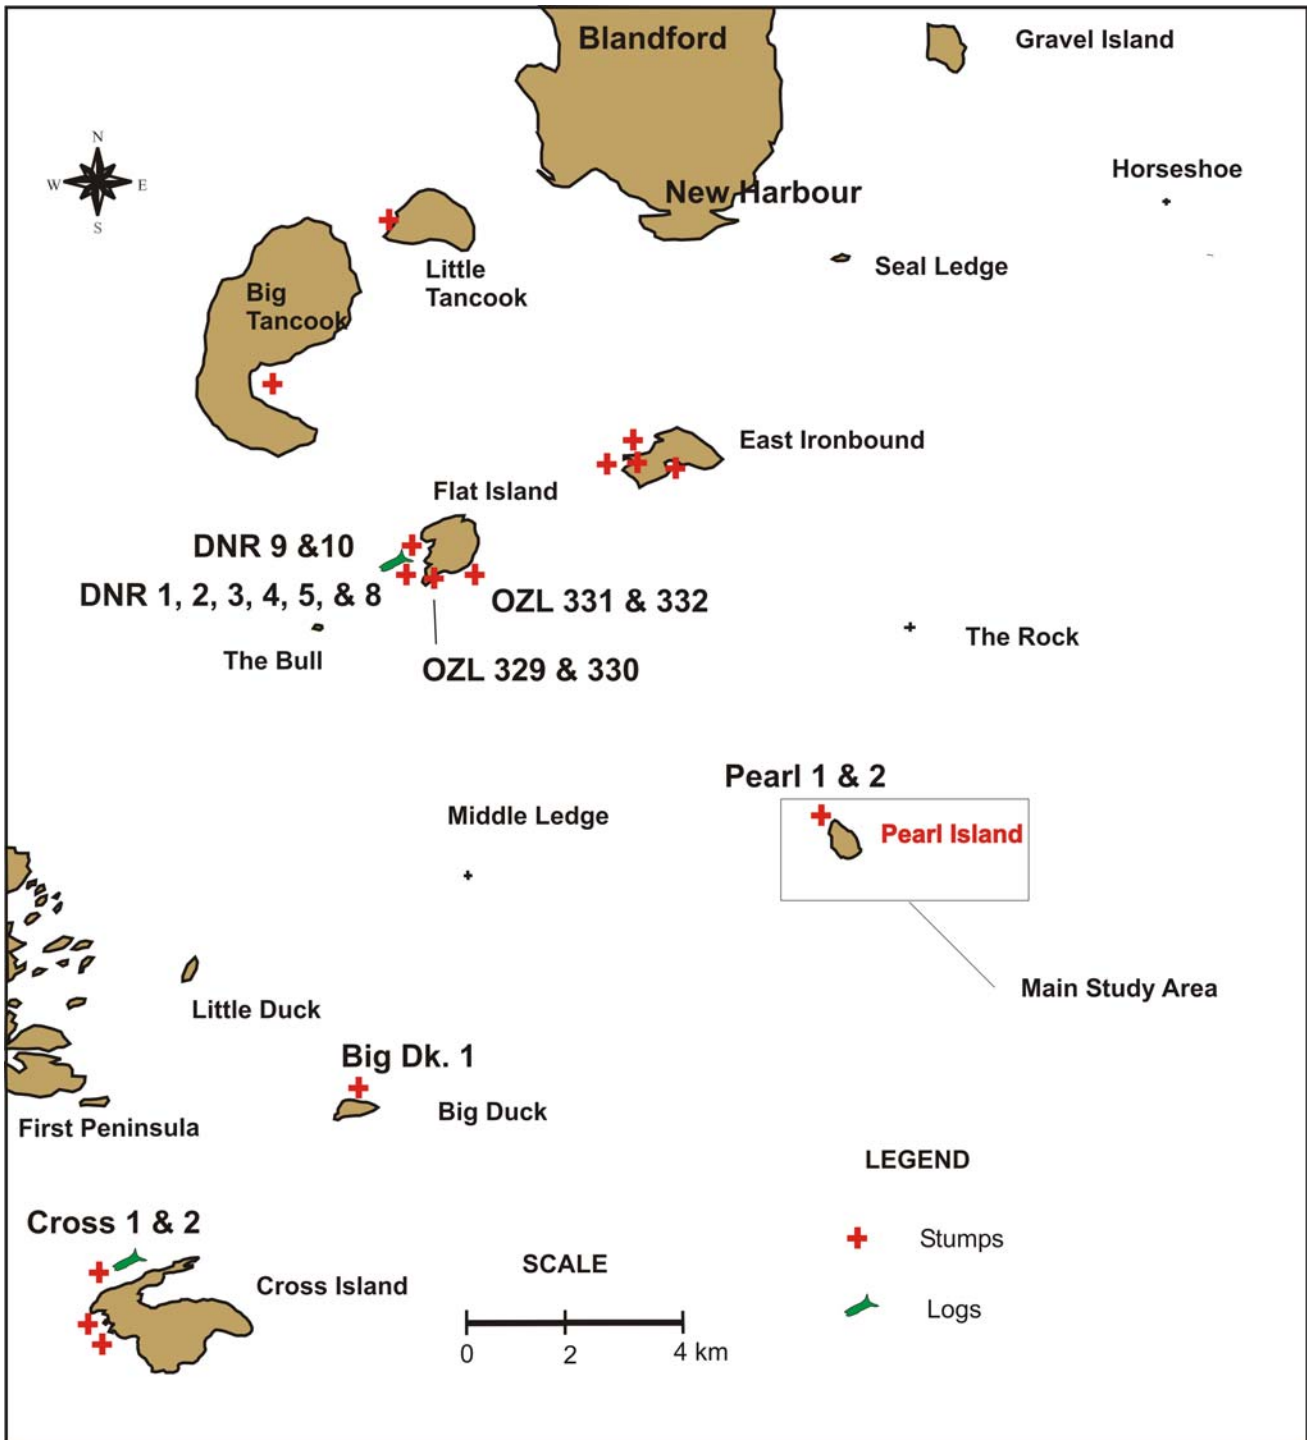 Blandford
Gravel Island
N
W
E
S
Horseshoe
New Harbour
Little
Tancook
Seal Ledge
Big
Tancook
East Ironbound
Flat Island
DNR 9 &10
DNR 1, 2, 3, 4, 5, & 8
OZL 331 & 332
The Bull
OZL 329 & 330
The Rock
Pearl 1 & 2
Middle Ledge
Pearl Island
Main Study Area
Little Duck
Big Dk. 1
Big Duck
First Peninsula
LEGEND
Cross 1 & 2
Stumps
SCALE
Cross Island
Logs
0
2
4 km